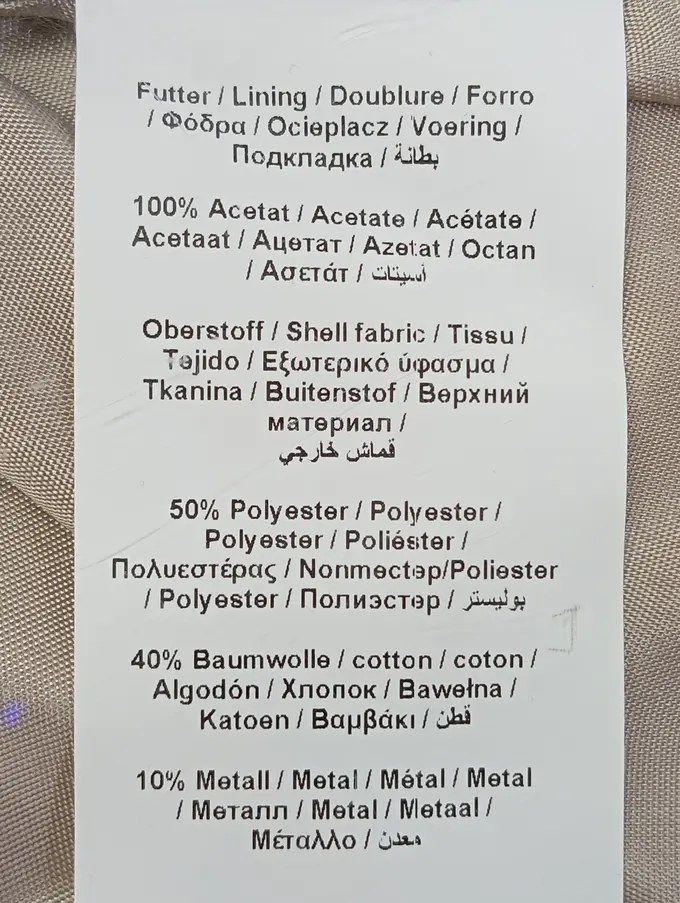 Futter / Lining / Doublure / Forro
/ Φόδρα / Ocieplacz / Voering /
Подкладка / بطانة
100% Acetat / Acetate / Acétate /
Acetaat / Ацетат / Azetat / Octan
/ Ασετάτ / أسيتات
Oberstoff / Shell fabric / Tissu /
Tejido / Εξωτερικό ύφασμα /
Tkanina / Buitenstof / Верхний
материал /
قماش خارجي
50% Polyester / Polyester /
Polyester / Poliéster /
Πολυεστέρας / Nonmectep/Poliester
/ Polyester / Полиэстер / بوليستر
40% Baumwolle / cotton / coton /
Algodón / Хлопок / Bawełna /
Katoen / Βαμβάκι / قطن
10% Metall / Metal / Métal / Metal
/ Металл / Metal / Metaal /
Μέταλλο / معدن